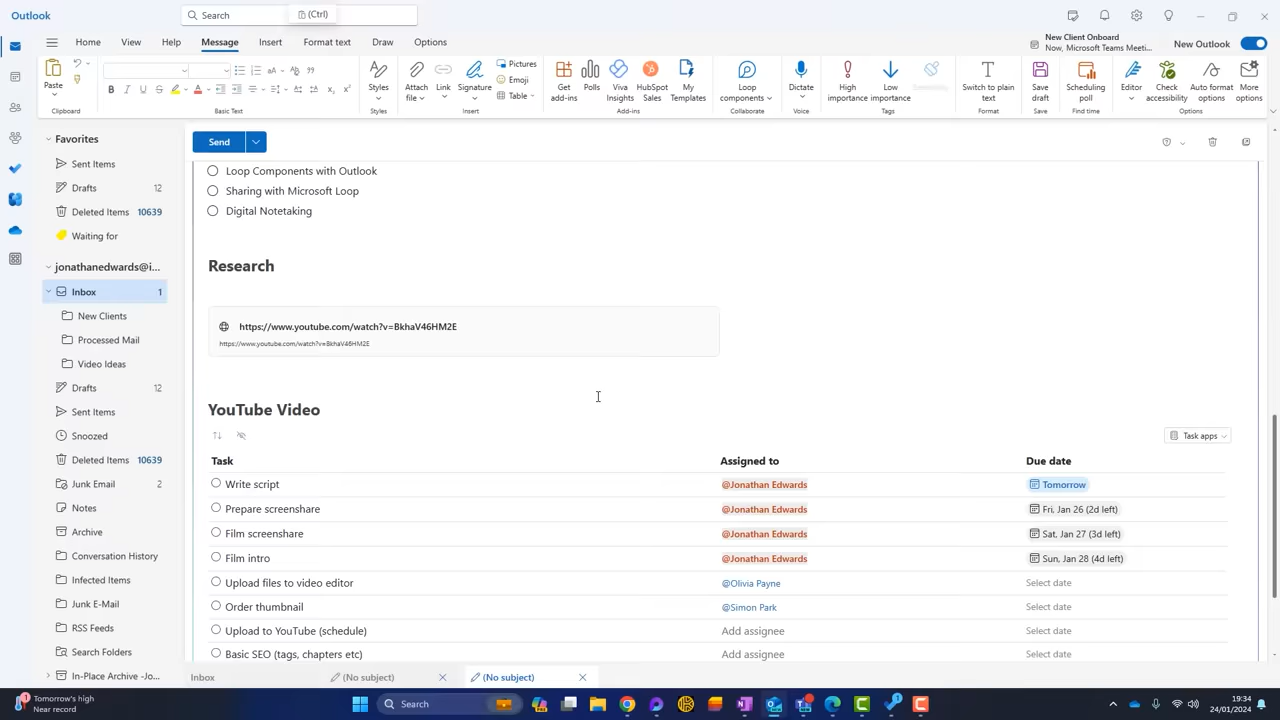 Outlook
Search
(Ctrl)
New Client Onboard
Now, Microsoft Teams Meeti...
New Outlook
Home
View
Help
Message
Insert
Format text
Draw
Options
Paste
Clipboard
Basic Text
Styles
Styles
Attach file
Link
Signature
Pictures
Emoji
Table
Insert
Get add-ins
Polls
Viva Insights
HubSpot Sales
My Templates
Add-ins
Loop components
Collaborate
Dictate
Voice
High importance
Low importance
Tags
Switch to plain text
Format
Save draft
Save
Scheduling poll
Find time
Editor
Check accessibility
Auto format options
More options
Options
Send
Favorites
Sent Items
Drafts 12
Deleted Items 10639
Waiting for
jonathanedwards@i...
Inbox 1
New Clients
Processed Mail
Video Ideas
Drafts 12
Sent Items
Snoozed
Deleted Items 10639
Junk Email 2
Notes
Archive
Conversation History
Infected Items
Junk E-Mail
RSS Feeds
Search Folders
In-Place Archive -Jo...
Loop Components with Outlook
Sharing with Microsoft Loop
Digital Notetaking
Research
https://www.youtube.com/watch?v=BkhaV46HM2E
https://www.youtube.com/watch?v=BkhaV46HM2E
YouTube Video
Task apps
Task Assigned to Due date
Write script @Jonathan Edwards Tomorrow
Prepare screenshare @Jonathan Edwards Fri, Jan 26 (2d left)
Film screenshare @Jonathan Edwards Sat, Jan 27 (3d left)
Film intro @Jonathan Edwards Sun, Jan 28 (4d left)
Upload files to video editor @Olivia Payne Select date
Order thumbnail @Simon Park Select date
Upload to YouTube (schedule) Add assignee Select date
Basic SEO (tags, chapters etc) Add assignee Select date
Inbox
(No subject)
(No subject)
Tomorrow's high
Near record
Search
19:34
24/01/2024